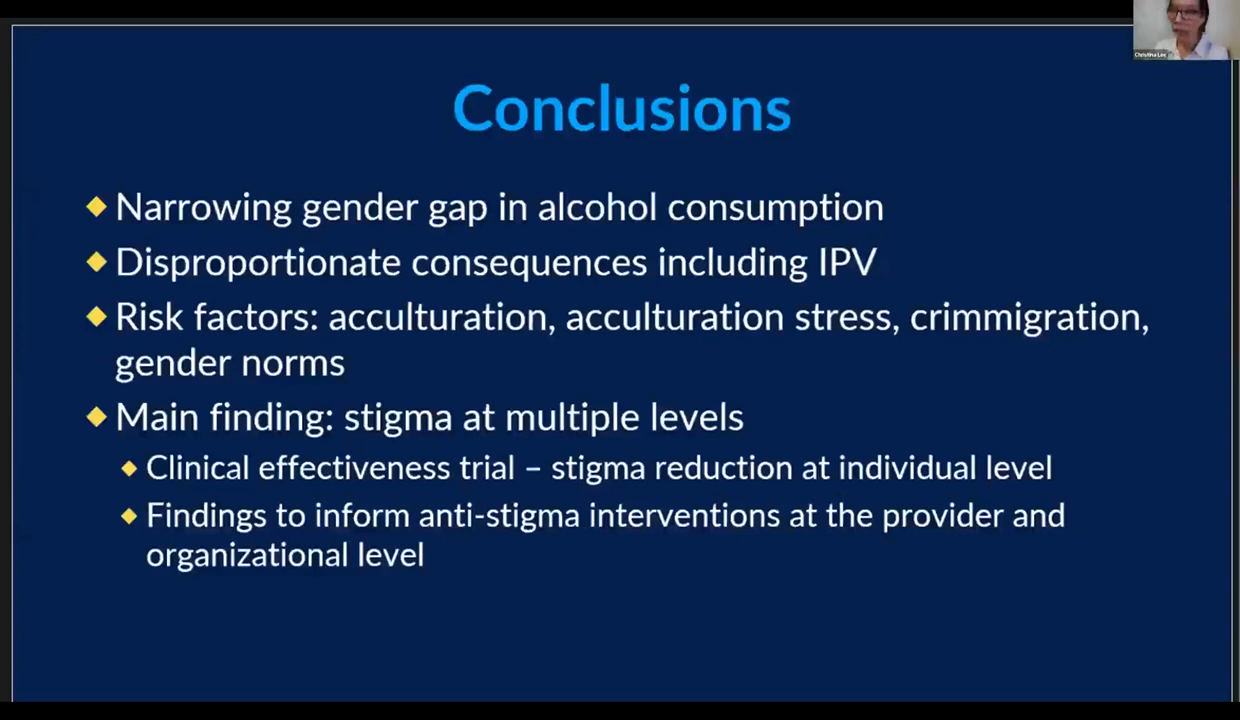 Christina Lee
Conclusions
◆ Narrowing gender gap in alcohol consumption
◆ Disproportionate consequences including IPV
◆ Risk factors: acculturation, acculturation stress, crimmigration,
gender norms
◆ Main finding: stigma at multiple levels
◆ Clinical effectiveness trial – stigma reduction at individual level
◆ Findings to inform anti-stigma interventions at the provider and
organizational level